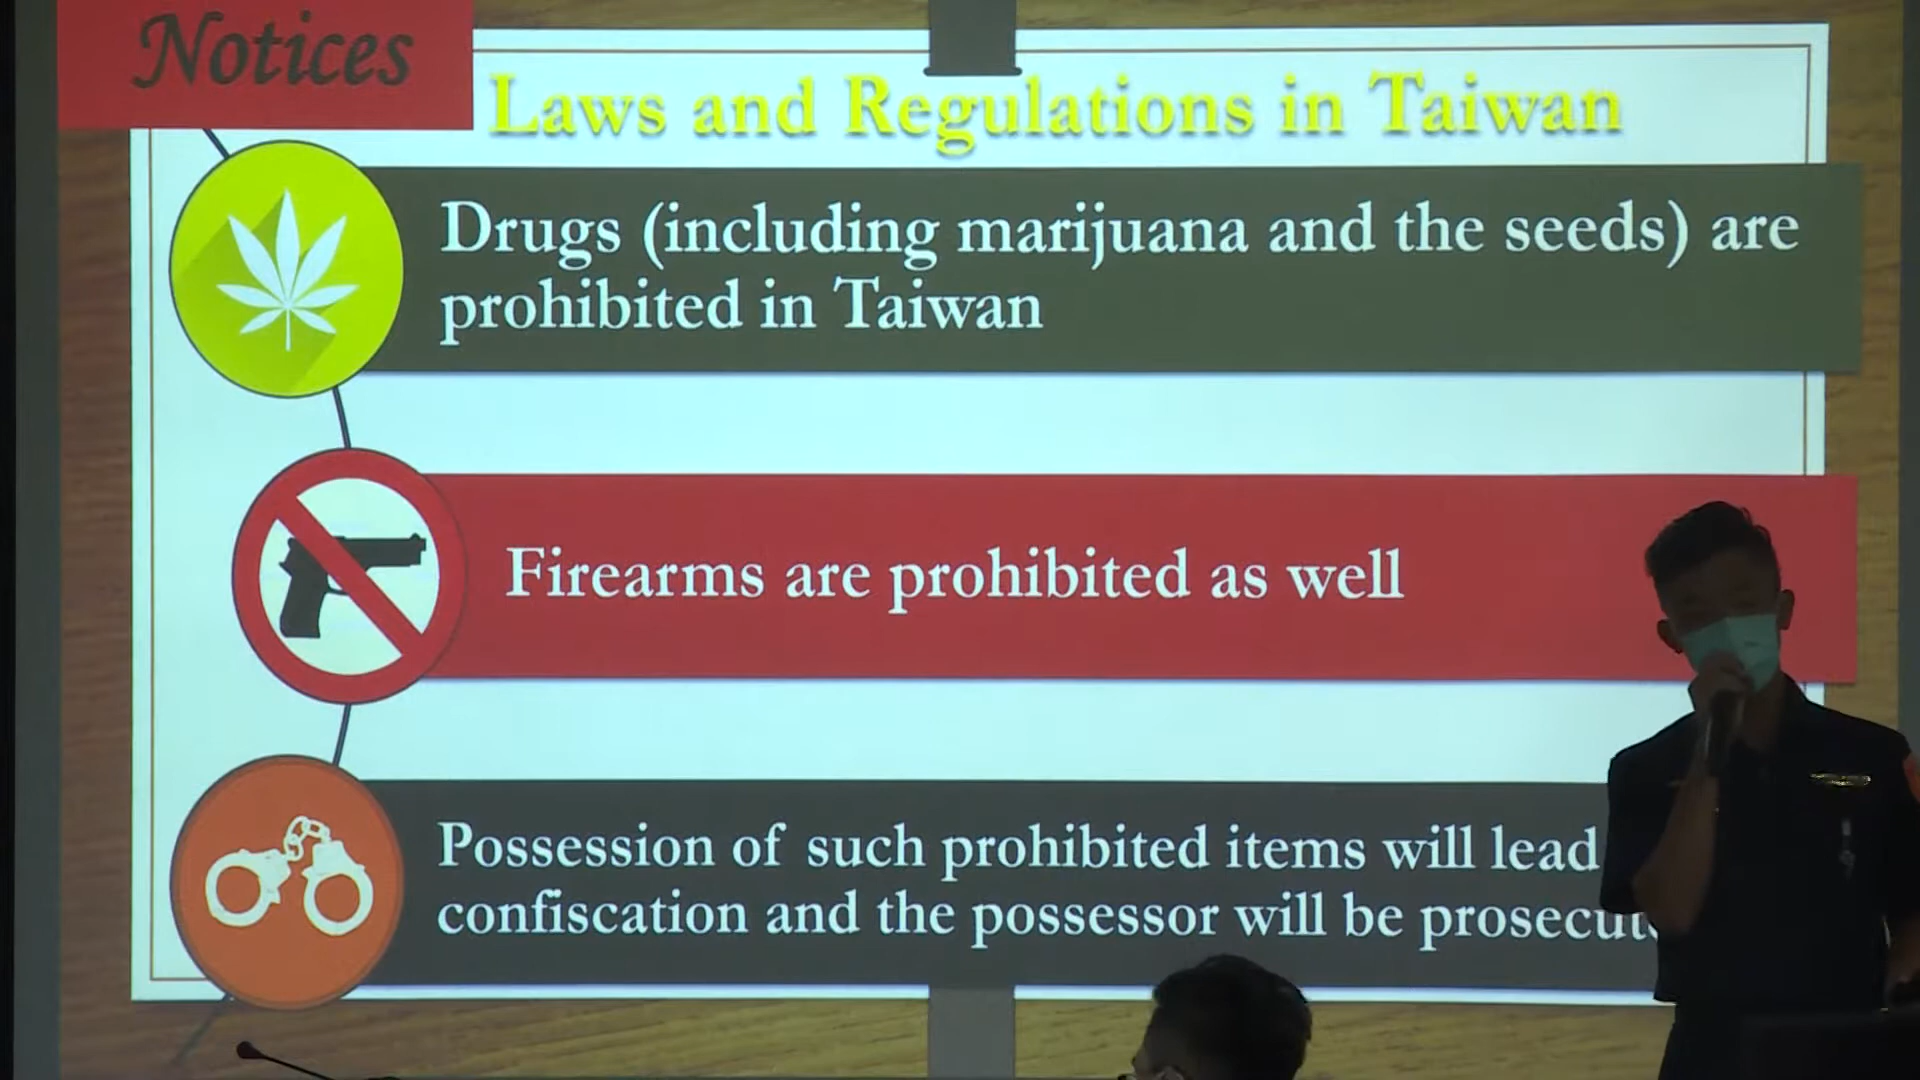 Notices
Laws and Regulations in Taiwan
Drugs (including marijuana and the seeds) are
prohibited in Taiwan
Firearms are prohibited as well
Possession of such prohibited items will lead
confiscation and the possessor will be